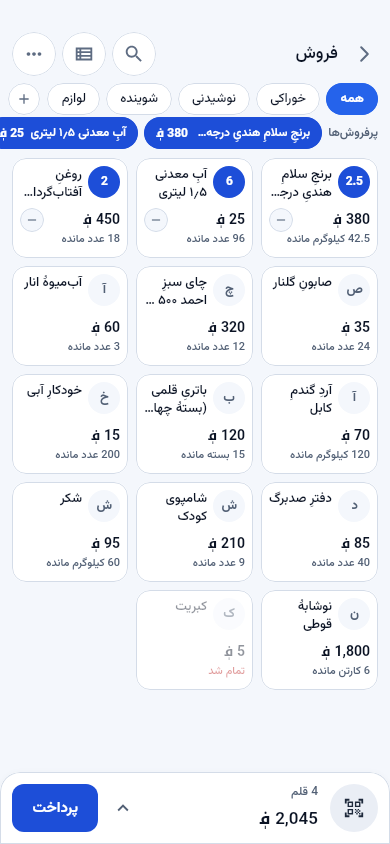 فروش
همه
خوراکی
نوشیدنی
شوینده
لوازم
+
پرفروش‌ها
برنج سلامِ هندیِ درجه… 380 ؋
آبِ معدنی ۱٫۵ لیتری 25 ؋
2.5
برنج سلامِ هندیِ درج…
380 ؋
42.5 کیلوگرم مانده
6
آبِ معدنی ۱٫۵ لیتری
25 ؋
96 عدد مانده
2
روغنِ آفتاب‌گردا…
450 ؋
18 عدد مانده
ص
صابونِ گلنار
35 ؋
24 عدد مانده
چ
چای سبزِ احمد ۵۰۰ …
320 ؋
12 عدد مانده
آ
آب‌میوهٔ انار
60 ؋
3 عدد مانده
آ
آردِ گندمِ کابل
70 ؋
120 کیلوگرم مانده
ب
باتریِ قلمی (بستهٔ چها…
120 ؋
15 بسته مانده
خ
خودکارِ آبی
15 ؋
200 عدد مانده
د
دفترِ صدبرگ
85 ؋
40 عدد مانده
ش
شامپوی کودک
210 ؋
9 عدد مانده
ش
شکر
95 ؋
60 کیلوگرم مانده
ن
نوشابهٔ قوطی
1,800 ؋
6 کارتن مانده
ک
کبریت
5 ؋
تمام شد
4 قلم
2,045 ؋
پرداخت